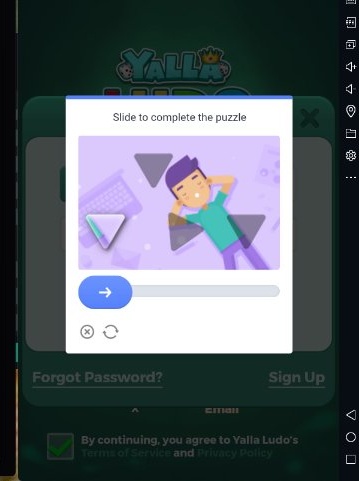 YALLA
LUDO
Slide to complete the puzzle
Forgot Password?
Sign Up
Email
By continuing, you agree to Yalla Ludo's
Terms of Service and Privacy Policy